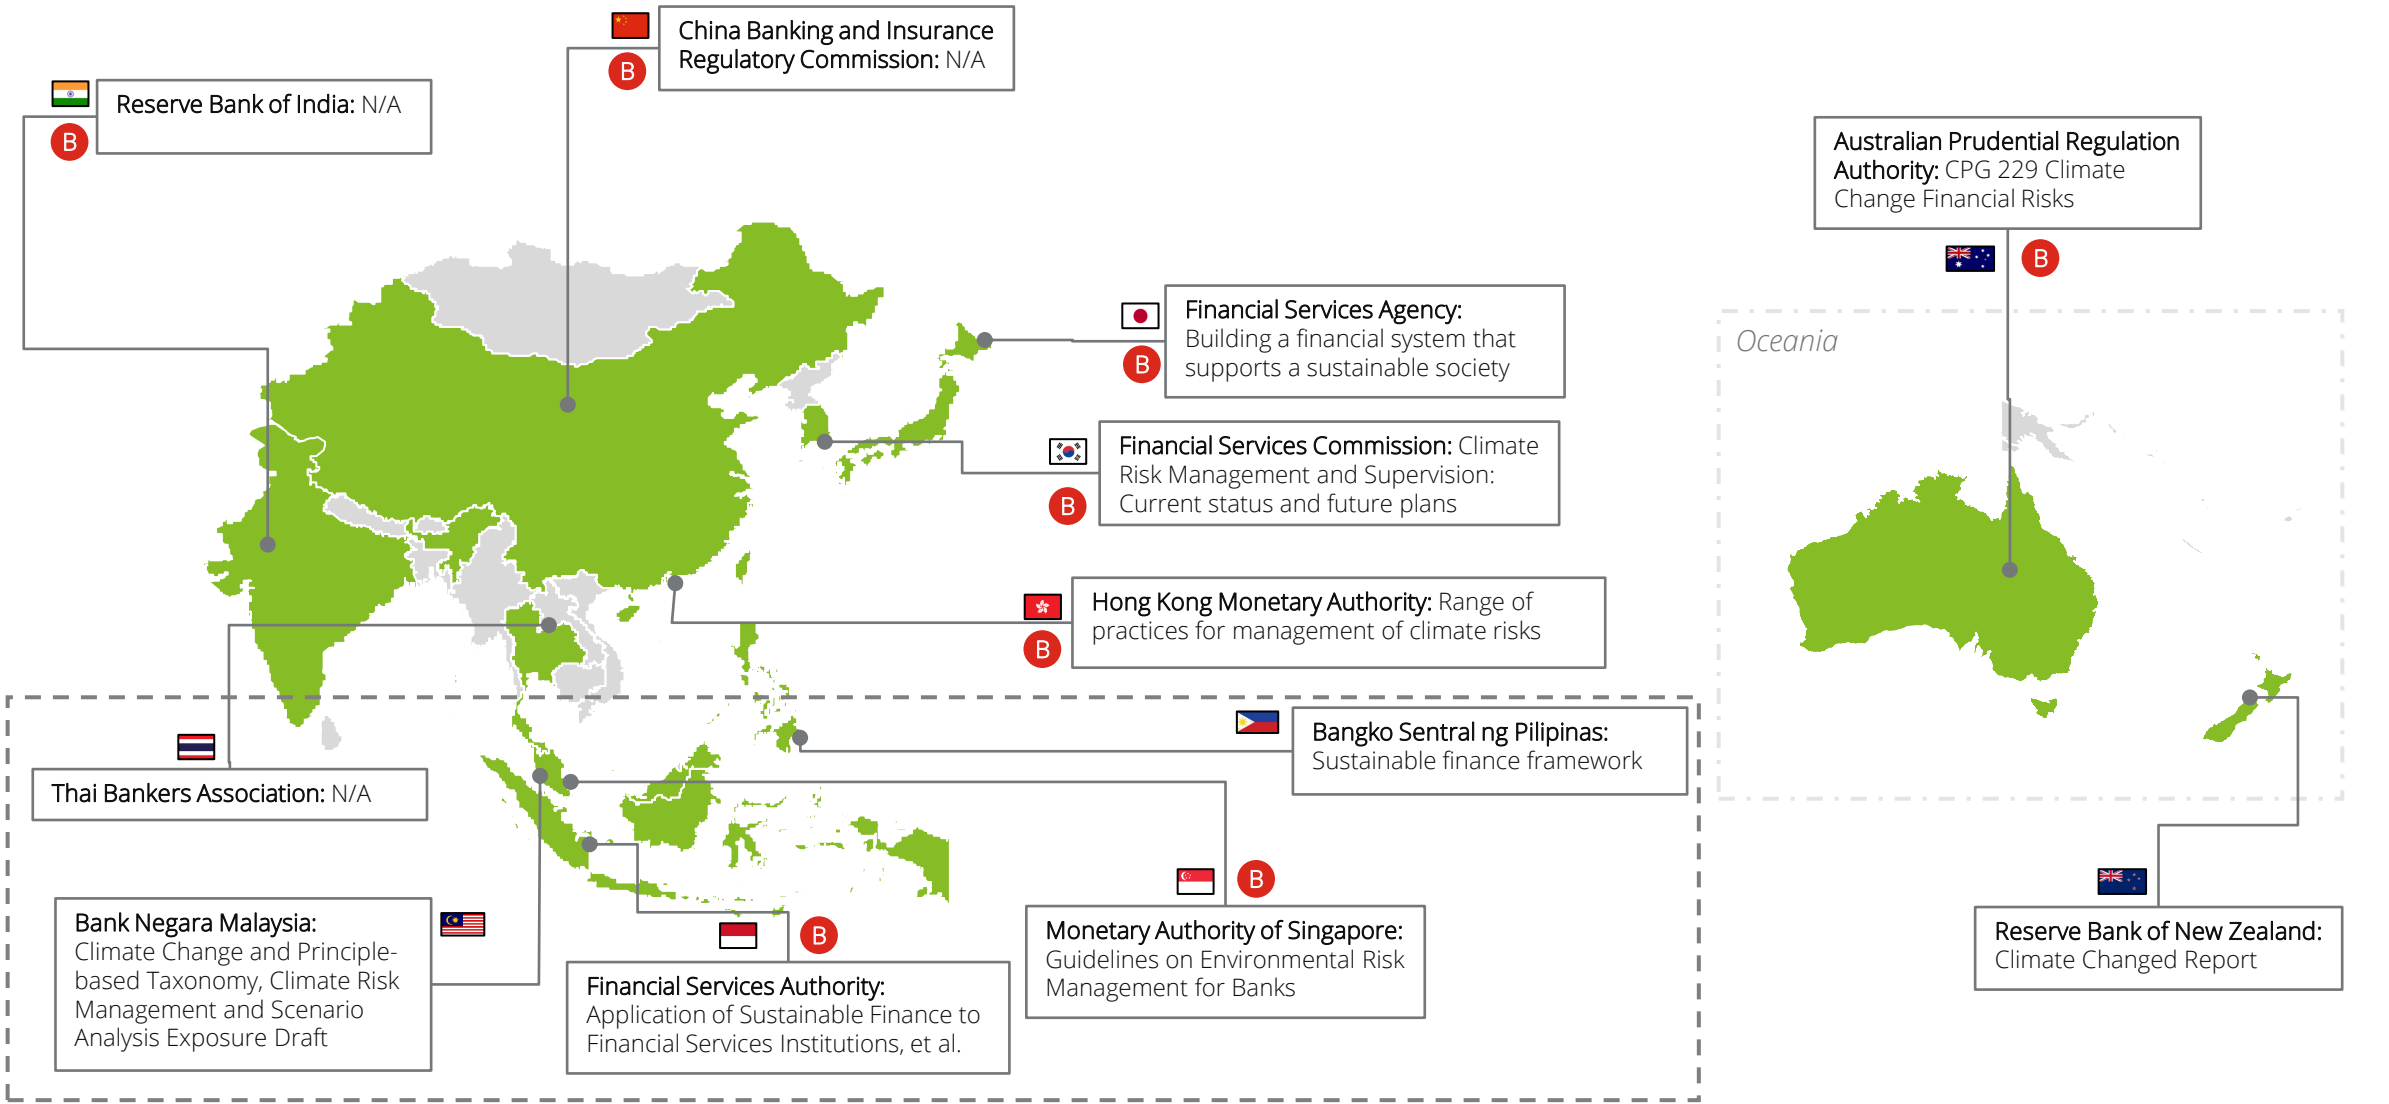 China Banking and Insurance
Regulatory Commission: N/A
B
Reserve Bank of India: N/A
B
Australian Prudential Regulation
Authority: CPG 229 Climate
Change Financial Risks
B
Financial Services Agency:
Building a financial system that
supports a sustainable society
B
Oceania
Financial Services Commission: Climate
Risk Management and Supervision:
Current status and future plans
B
Hong Kong Monetary Authority: Range of
practices for management of climate risks
B
Bangko Sentral ng Pilipinas:
Sustainable finance framework
Thai Bankers Association: N/A
Bank Negara Malaysia:
Climate Change and Principle-
based Taxonomy, Climate Risk
Management and Scenario
Analysis Exposure Draft
B
Financial Services Authority:
Application of Sustainable Finance to
Financial Services Institutions, et al.
B
Monetary Authority of Singapore:
Guidelines on Environmental Risk
Management for Banks
Reserve Bank of New Zealand:
Climate Changed Report